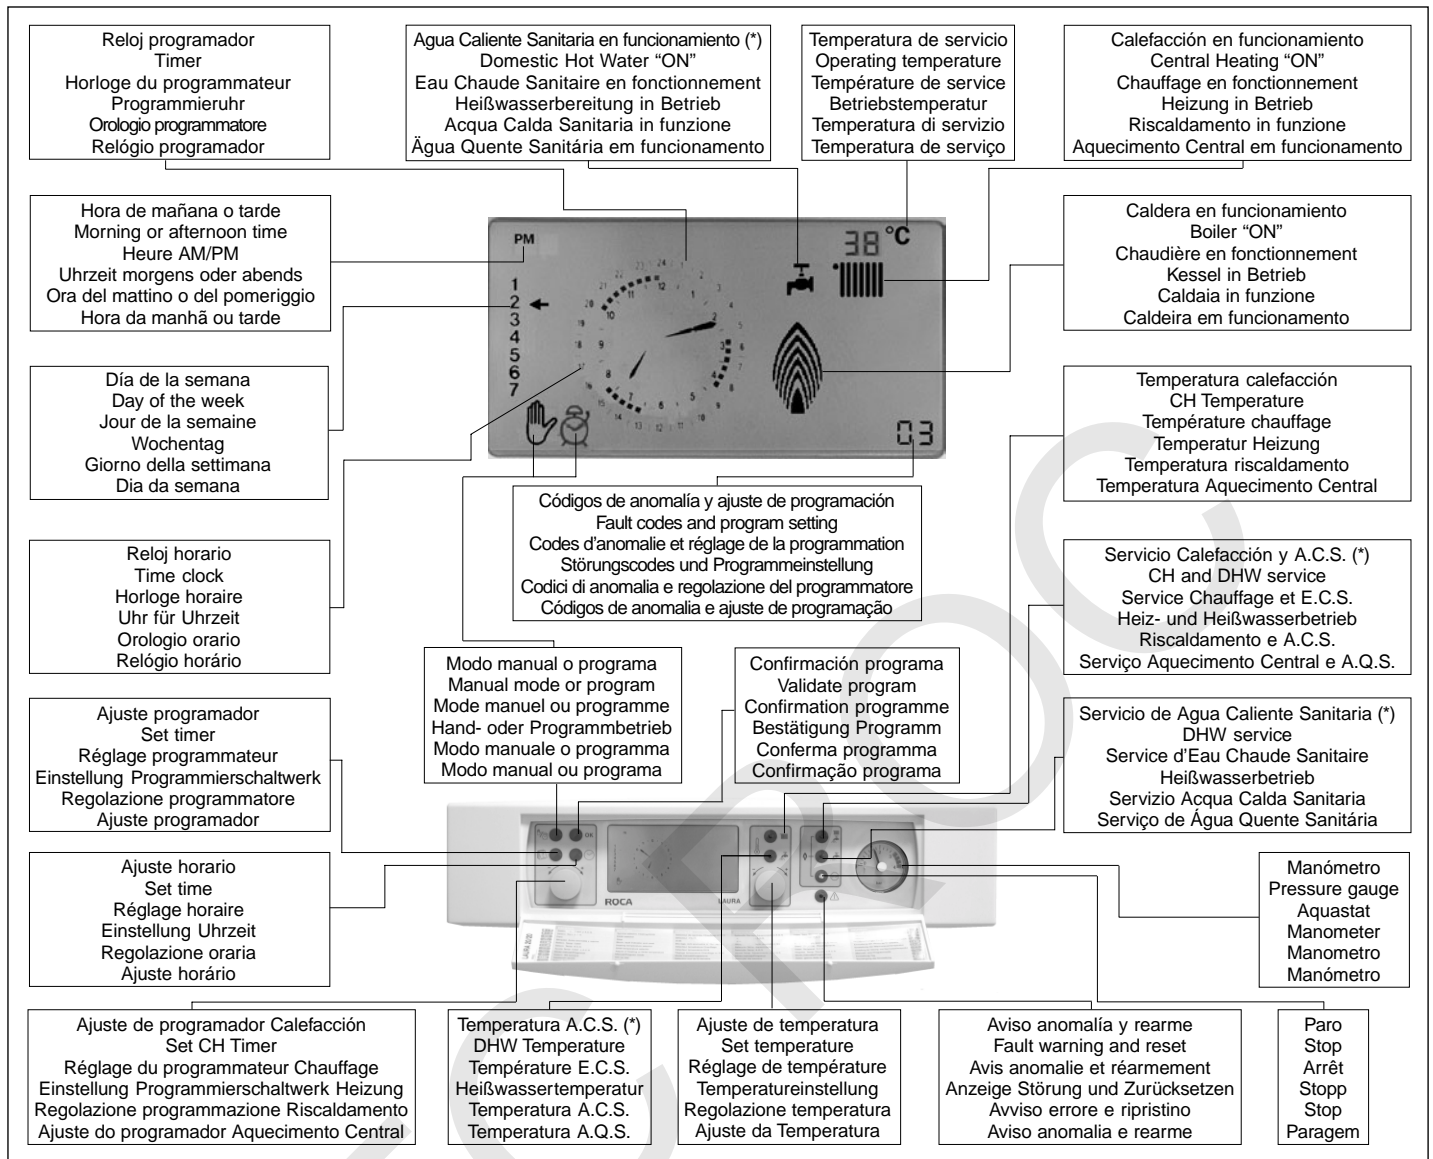 Reloj programador
Timer
Horloge du programmateur
Programmieruhr
Orologio programmatore
Relógio programador
Agua Caliente Sanitaria en funcionamiento (*)
Domestic Hot Water “ON”
Eau Chaude Sanitaire en fonctionnement
Heißwasserbereitung in Betrieb
Acqua Calda Sanitaria in funzione
Ägua Quente Sanitária em funcionamento
Temperatura de servicio
Operating temperature
Température de service
Betriebstemperatur
Temperatura di servizio
Temperatura de serviço
Calefacción en funcionamiento
Central Heating “ON”
Chauffage en fonctionnement
Heizung in Betrieb
Riscaldamento in funzione
Aquecimento Central em funcionamento
Hora de mañana o tarde
Morning or afternoon time
Heure AM/PM
Uhrzeit morgens oder abends
Ora del mattino o del pomeriggio
Hora da manhã ou tarde
PM
38 °C
1
2
3
4
5
6
7
03
Caldera en funcionamiento
Boiler “ON”
Chaudière en fonctionnement
Kessel in Betrieb
Caldaia in funzione
Caldeira em funcionamento
Día de la semana
Day of the week
Jour de la semaine
Wochentag
Giorno della settimana
Dia da semana
Temperatura calefacción
CH Temperature
Température chauffage
Temperatur Heizung
Temperatura riscaldamento
Temperatura Aquecimento Central
Códigos de anomalía y ajuste de programación
Fault codes and program setting
Codes d’anomalie et réglage de la programmation
Störungscodes und Programmeinstellung
Codici di anomalia e regolazione del programmatore
Códigos de anomalia e ajuste de programação
Reloj horario
Time clock
Horloge horaire
Uhr für Uhrzeit
Orologio orario
Relógio horário
Servicio Calefacción y A.C.S. (*)
CH and DHW service
Service Chauffage et E.C.S.
Heiz- und Heißwasserbetrieb
Riscaldamento e A.C.S.
Serviço Aquecimento Central e A.Q.S.
Modo manual o programa
Manual mode or program
Mode manuel ou programme
Hand- oder Programmbetrieb
Modo manuale o programma
Modo manual ou programa
Confirmación programa
Validate program
Confirmation programme
Bestätigung Programm
Conferma programma
Confirmação programa
Ajuste programador
Set timer
Réglage programmateur
Einstellung Programmierschaltwerk
Regolazione programmatore
Ajuste programador
Servicio de Agua Caliente Sanitaria (*)
DHW service
Service d’Eau Chaude Sanitaire
Heißwasserbetrieb
Servizio Acqua Calda Sanitaria
Serviço de Água Quente Sanitária
OK
ROCA
LAURA
Ajuste horario
Set time
Réglage horaire
Einstellung Uhrzeit
Regolazione oraria
Ajuste horário
Manómetro
Pressure gauge
Aquastat
Manometer
Manometro
Manómetro
Ajuste de programador Calefacción
Set CH Timer
Réglage du programmateur Chauffage
Einstellung Programmierschaltwerk Heizung
Regolazione programmazione Riscaldamento
Ajuste do programador Aquecimento Central
Temperatura A.C.S. (*)
DHW Temperature
Température E.C.S.
Heißwassertemperatur
Temperatura A.C.S.
Temperatura A.Q.S.
Ajuste de temperatura
Set temperature
Réglage de température
Temperatureinstellung
Regolazione temperatura
Ajuste da Temperatura
Aviso anomalía y rearme
Fault warning and reset
Avis anomalie et réarmement
Anzeige Störung und Zurücksetzen
Avviso errore e ripristino
Aviso anomalia e rearme
Paro
Stop
Arrêt
Stopp
Stop
Paragem